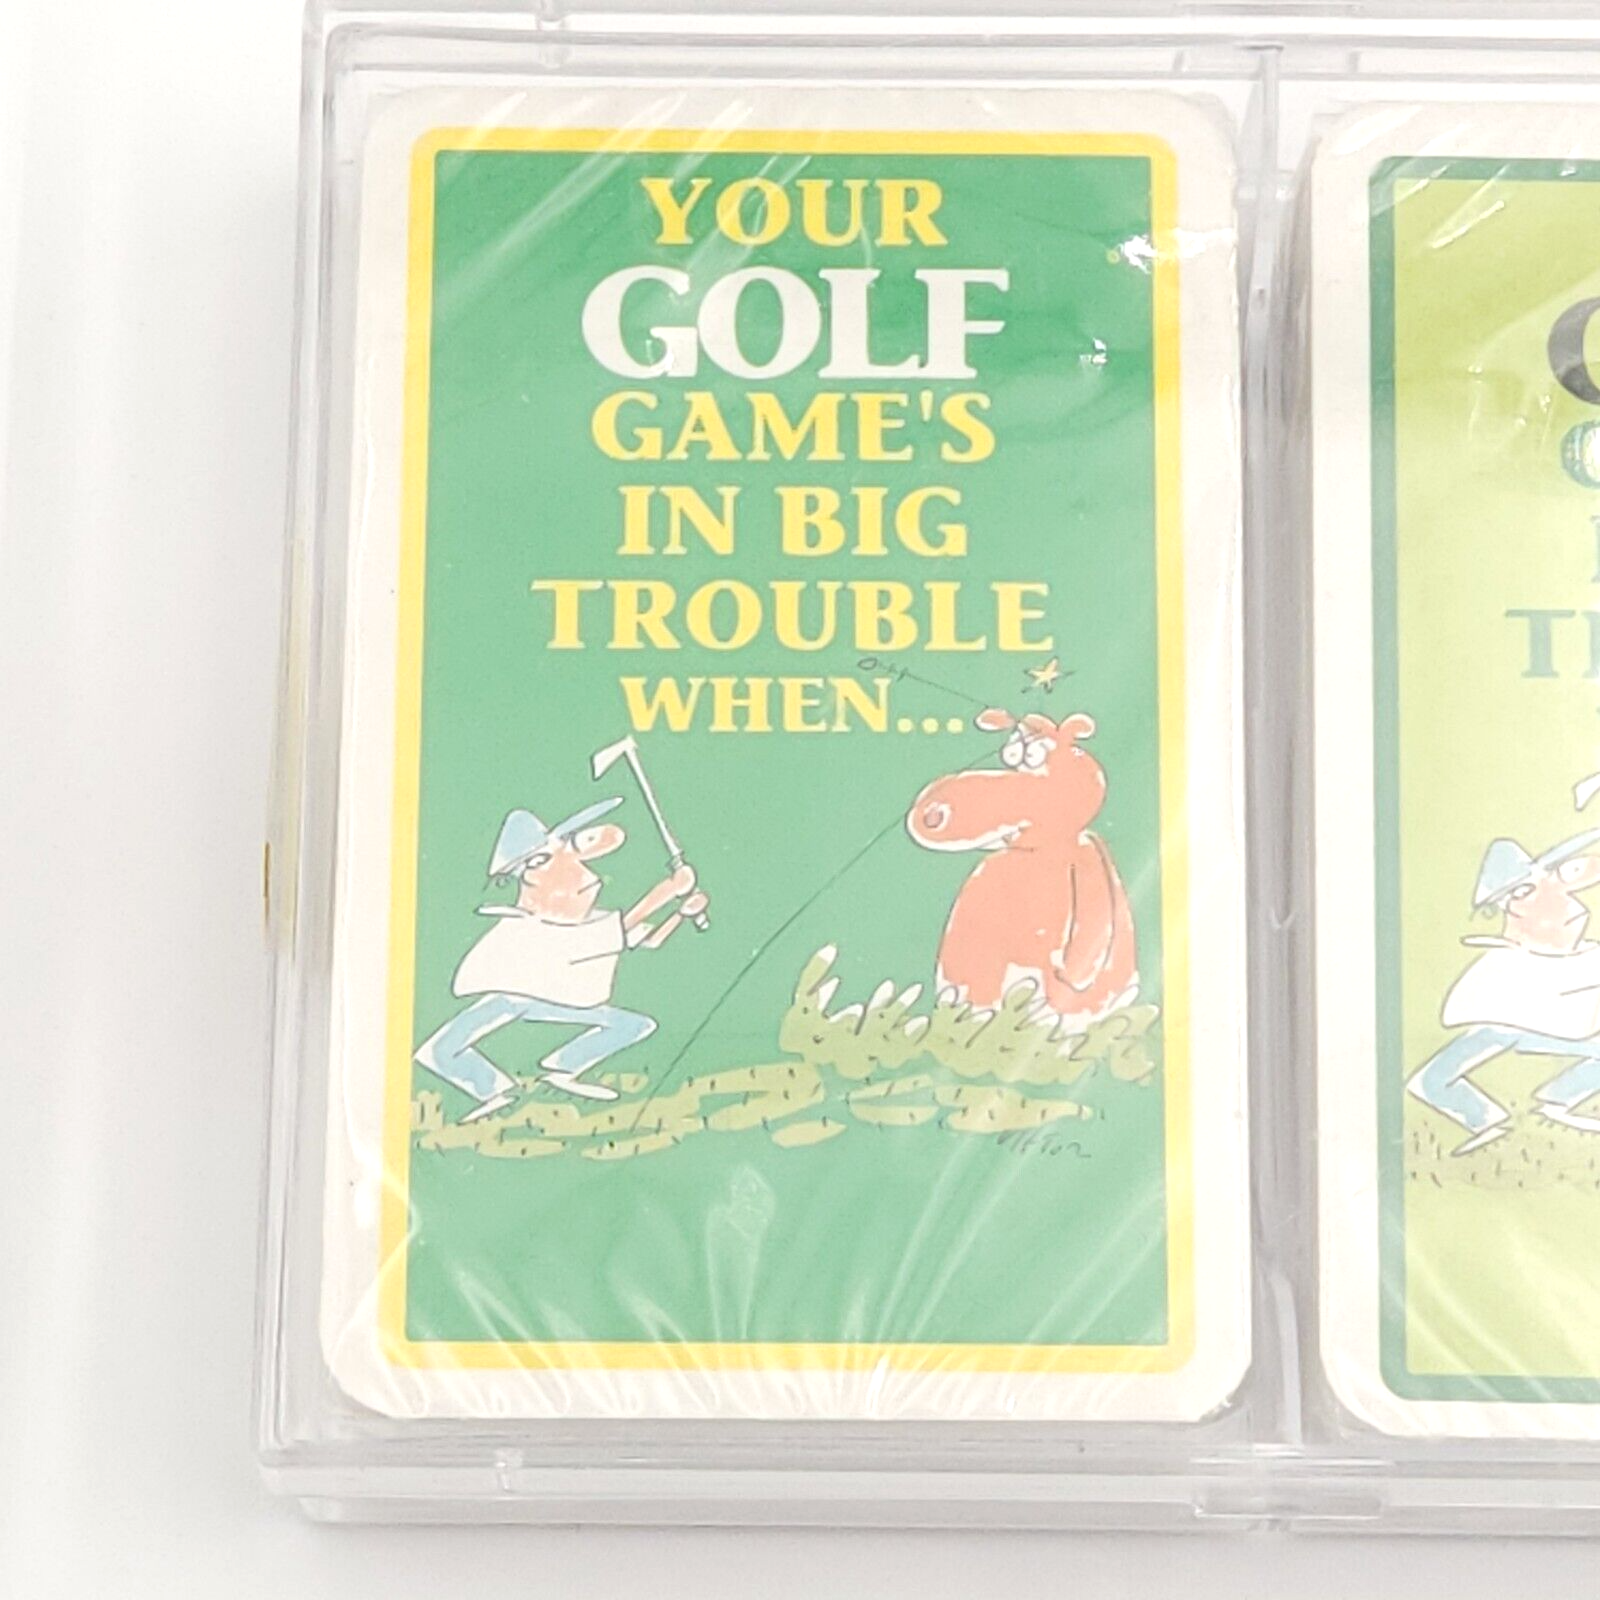 YOUR
GOLF
GAME'S
IN BIG
TROUBLE
WHEN...